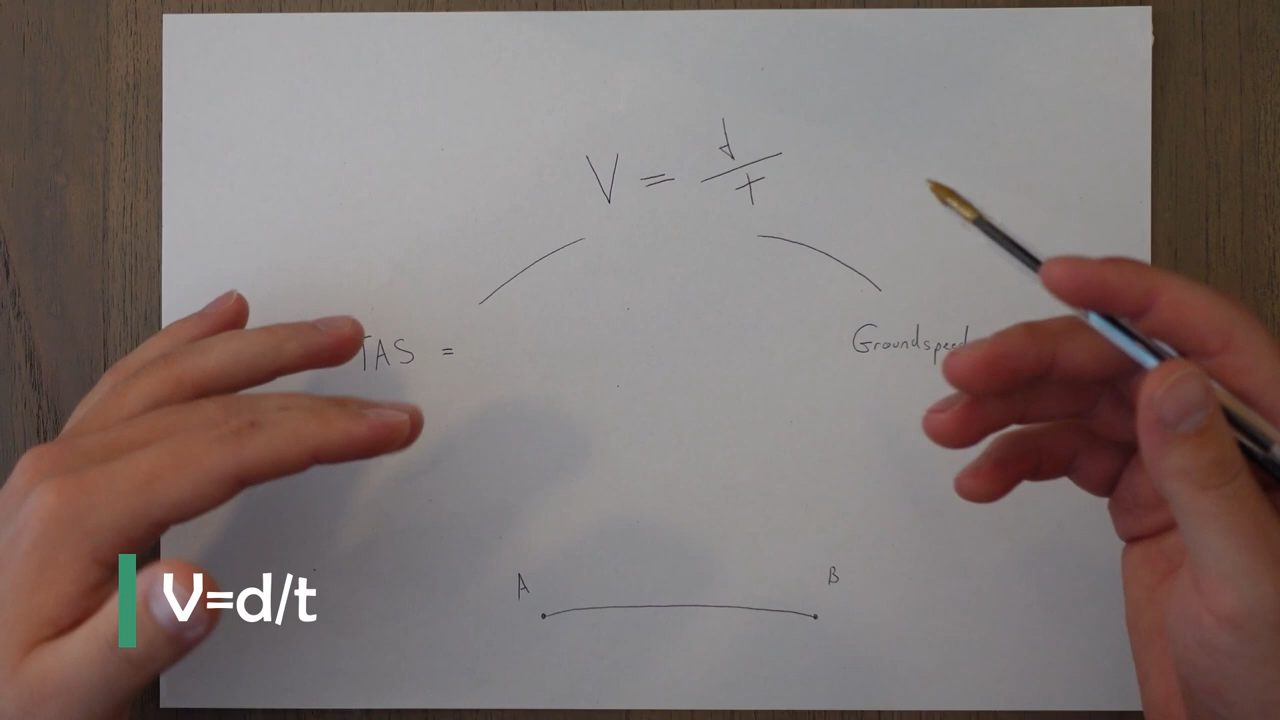 V = d/t
TAS =
Groundspeed
A
B
V=d/t